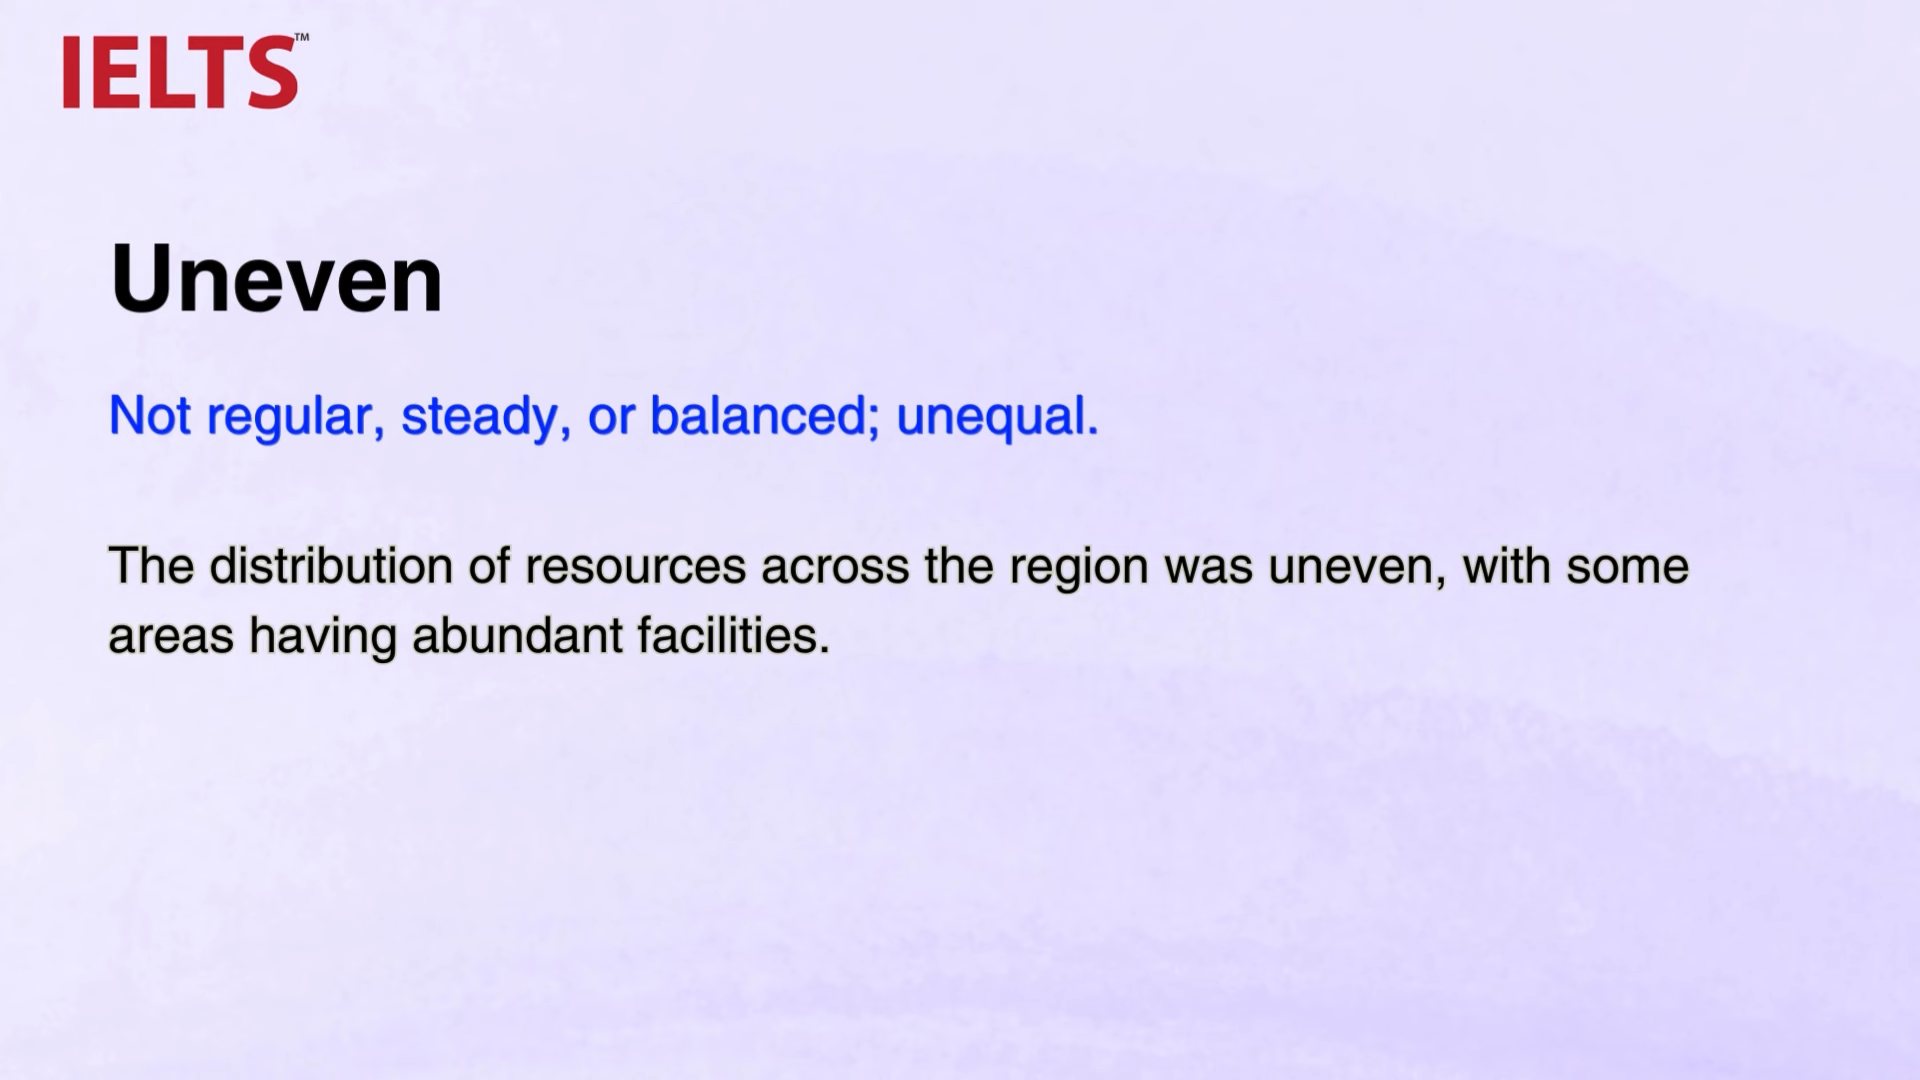 IELTS™
Uneven
Not regular, steady, or balanced; unequal.
The distribution of resources across the region was uneven, with some
areas having abundant facilities.